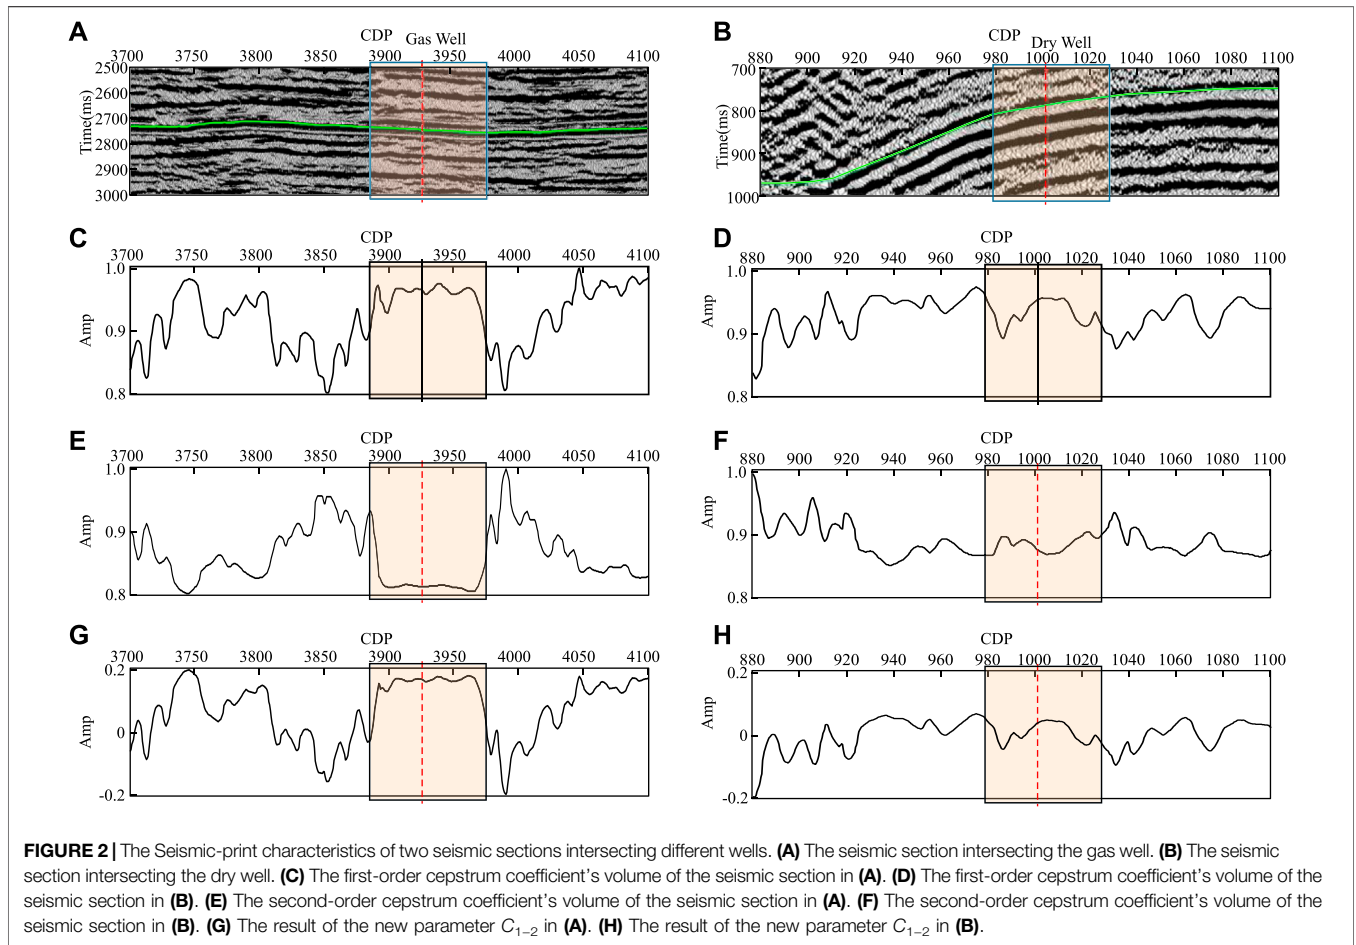 A
CDP
Gas Well
3700 3750 3800 3850 3900 3950 4000 4050 4100
2500
2600
2700
2800
2900
3000
Time(ms)
B
CDP
Dry Well
880 900 920 940 960 980 1000 1020 1040 1060 1080 1100
700
800
900
1000
Time(ms)
C
CDP
3700 3750 3800 3850 3900 3950 4000 4050 4100
1.0
0.9
0.8
Amp
D
CDP
880 900 920 940 960 980 1000 1020 1040 1060 1080 1100
1.0
0.9
0.8
Amp
E
CDP
3700 3750 3800 3850 3900 3950 4000 4050 4100
1.0
0.9
0.8
Amp
F
CDP
880 900 920 940 960 980 1000 1020 1040 1060 1080 1100
1.0
0.9
0.8
Amp
G
CDP
3700 3750 3800 3850 3900 3950 4000 4050 4100
0.2
0
-0.2
Amp
H
CDP
880 900 920 940 960 980 1000 1020 1040 1060 1080 1100
0.2
0
-0.2
Amp
FIGURE 2 | The Seismic-print characteristics of two seismic sections intersecting different wells. (A) The seismic section intersecting the gas well. (B) The seismic
section intersecting the dry well. (C) The first-order cepstrum coefficient's volume of the seismic section in (A). (D) The first-order cepstrum coefficient's volume of the
seismic section in (B). (E) The second-order cepstrum coefficient's volume of the seismic section in (A). (F) The second-order cepstrum coefficient's volume of the
seismic section in (B). (G) The result of the new parameter C1−2 in (A). (H) The result of the new parameter C1−2 in (B).